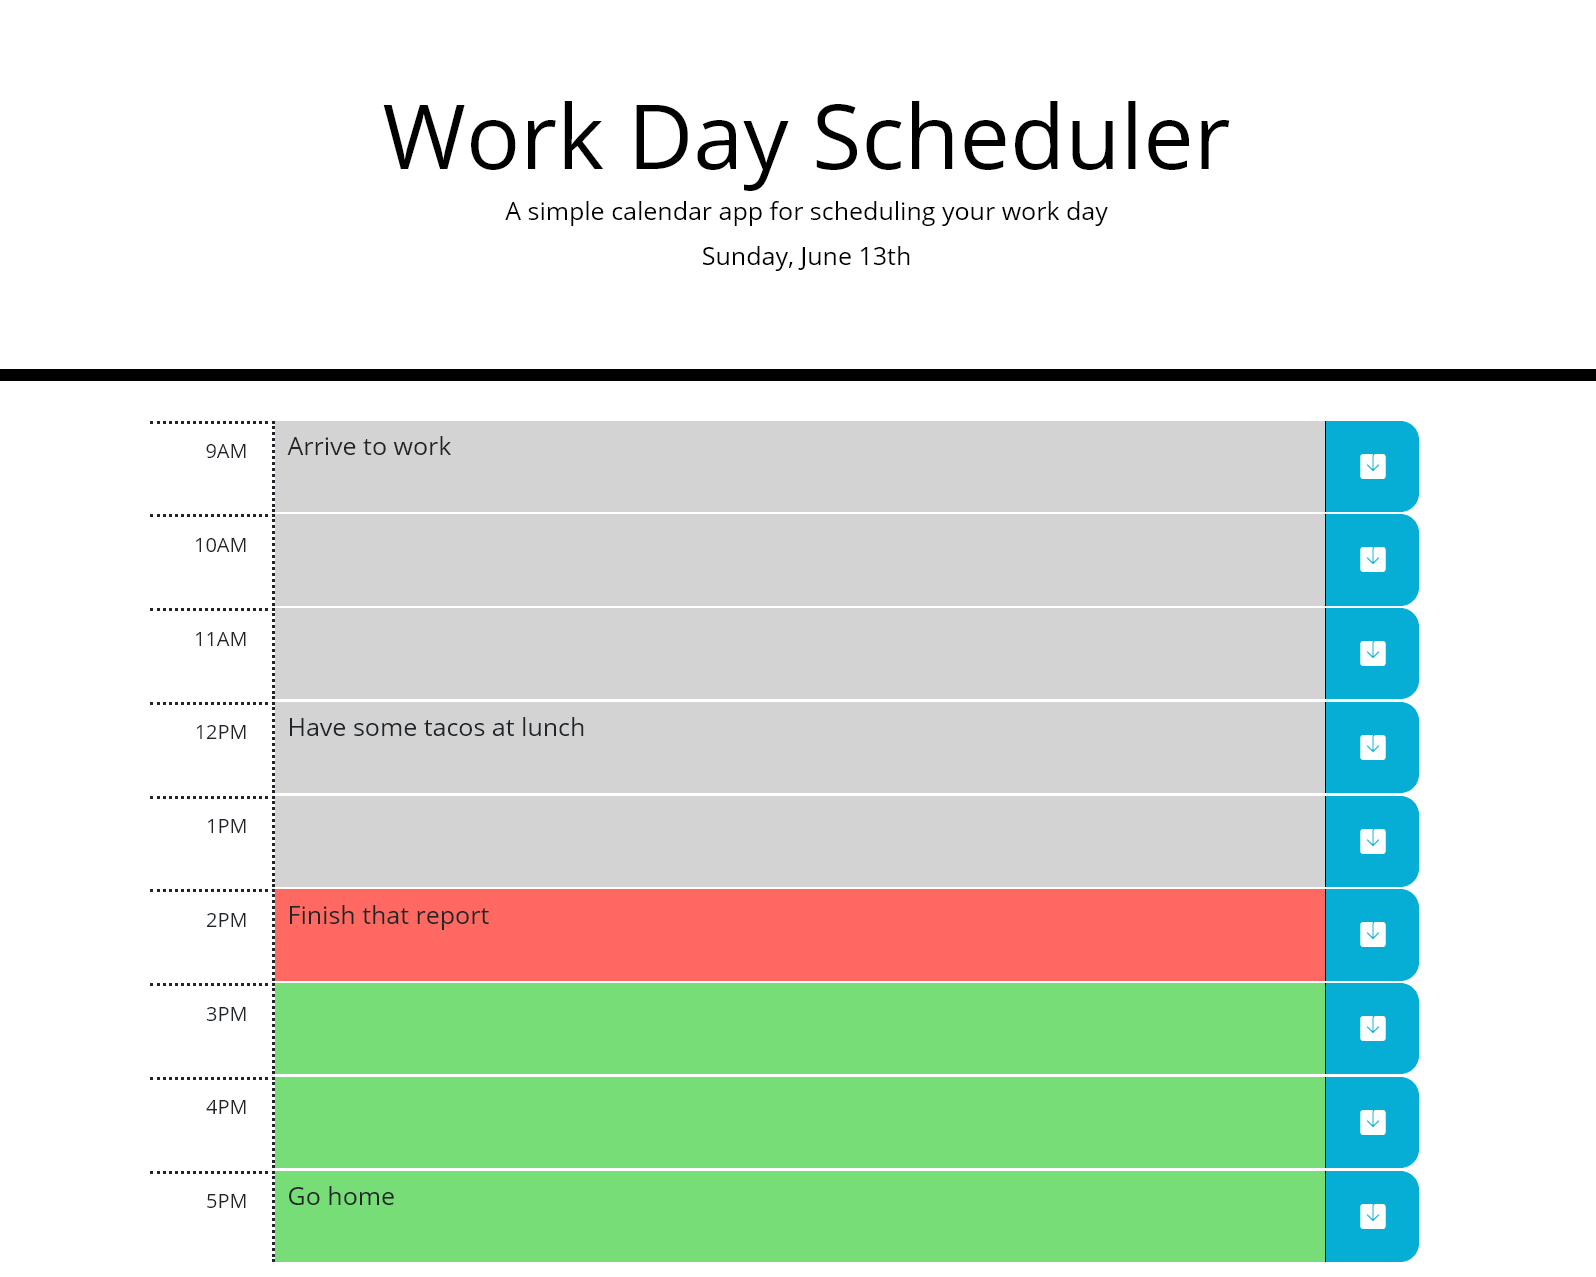 Work Day Scheduler
A simple calendar app for scheduling your work day
Sunday, June 13th
9AM
Arrive to work
10AM
11AM
12PM
Have some tacos at lunch
1PM
2PM
Finish that report
3PM
4PM
5PM
Go home